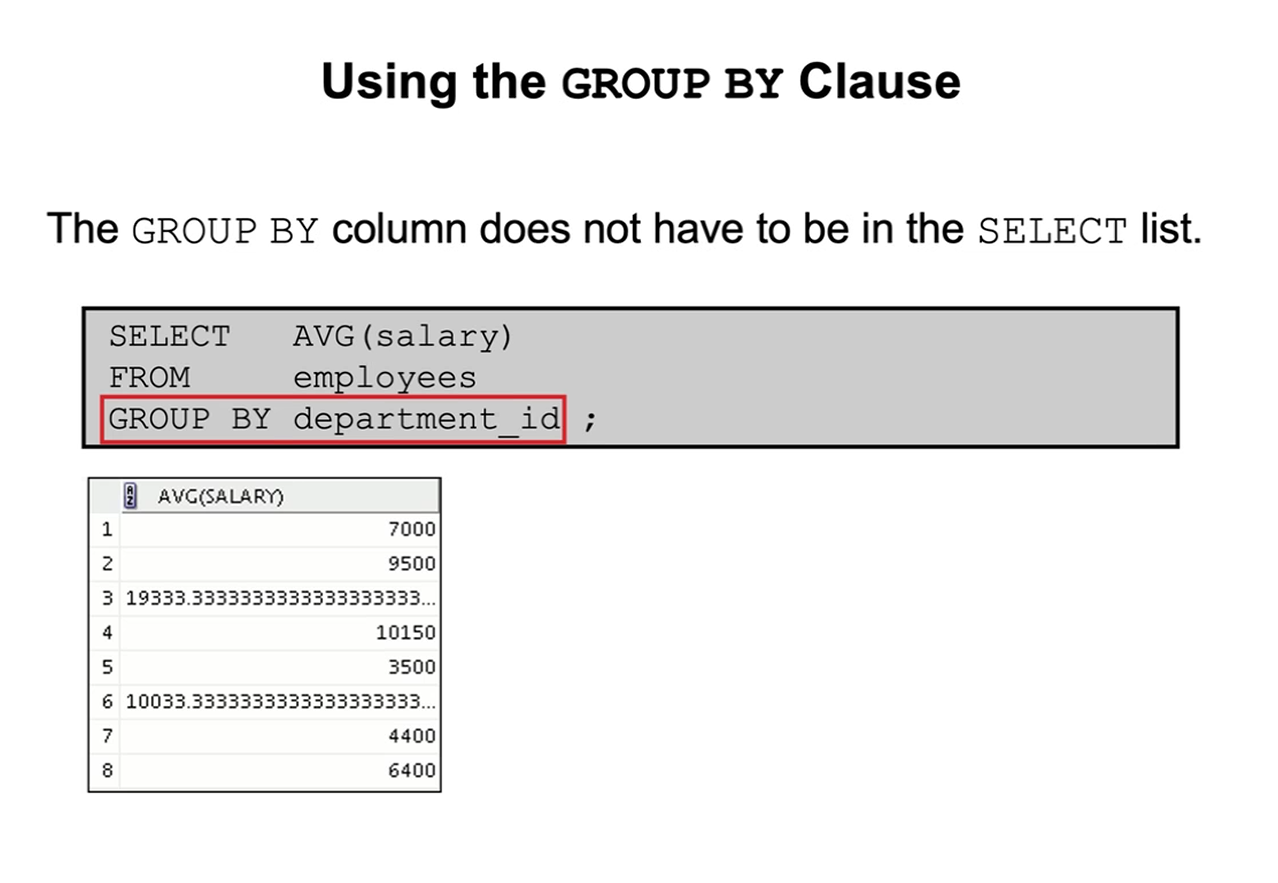 Using the GROUP BY Clause
The GROUP BY column does not have to be in the SELECT list.
SELECT AVG(salary)
FROM employees
GROUP BY department_id ;
AVG(SALARY)
1 7000
2 9500
3 19333.3333333333333333333...
4 10150
5 3500
6 10033.3333333333333333333...
7 4400
8 6400